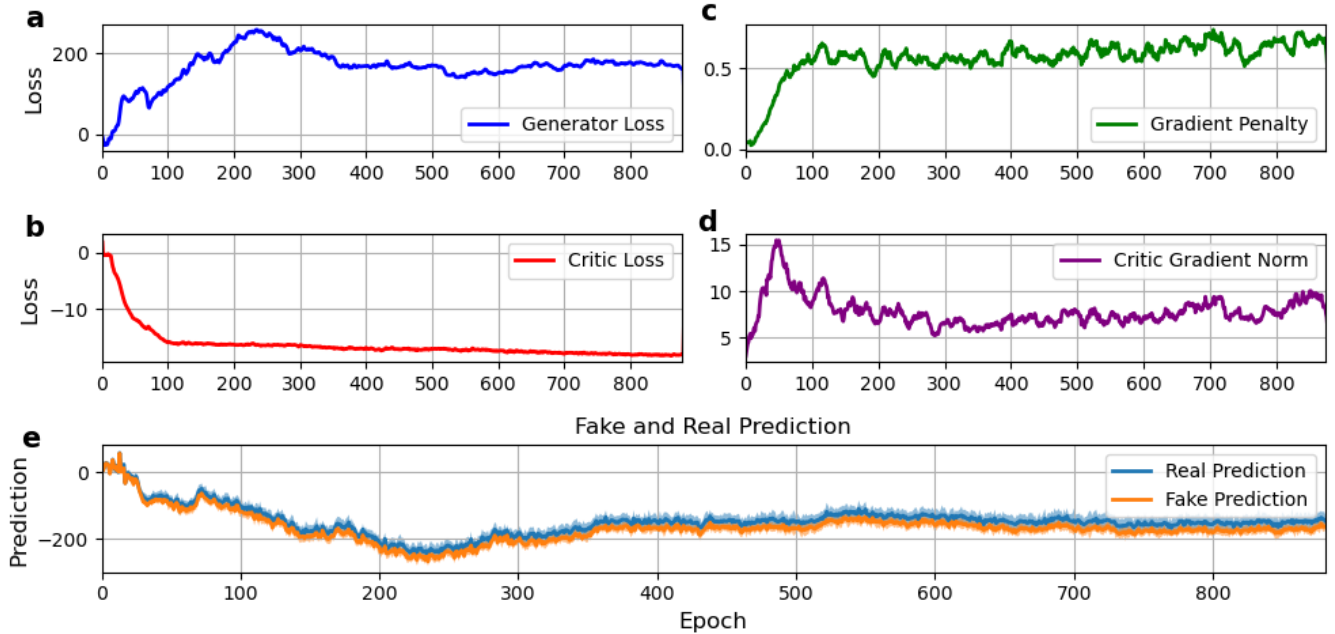 a
Loss
200
0
Generator Loss
0 100 200 300 400 500 600 700 800
c
0.5
0.0
Gradient Penalty
0 100 200 300 400 500 600 700 800
b
Loss
0
−10
Critic Loss
0 100 200 300 400 500 600 700 800
d
15
10
5
Critic Gradient Norm
0 100 200 300 400 500 600 700 800
e
Fake and Real Prediction
Prediction
0
−200
Real Prediction
Fake Prediction
0 100 200 300 400 500 600 700 800
Epoch